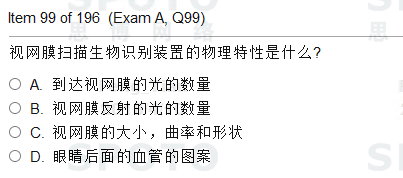 Item 99 of 196 (Exam A, Q99)
视网膜扫描生物识别装置的物理特性是什么?
A. 到达视网膜的光的数量
B. 视网膜反射的光的数量
C. 视网膜的大小，曲率和形状
D. 眼睛后面的血管的图案